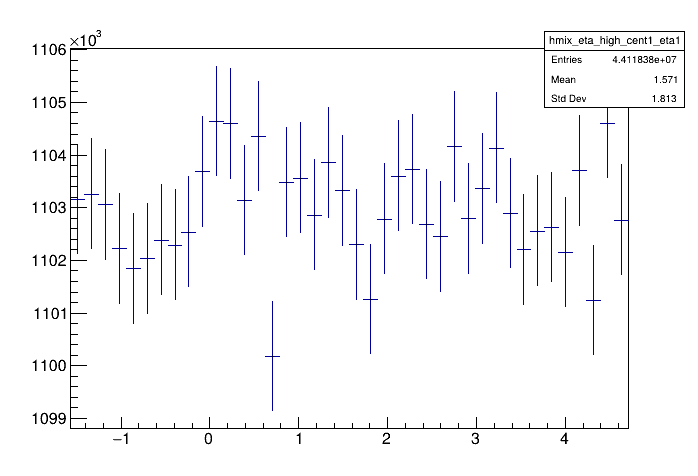 ×10³
hmix_eta_high_cent1_eta1
Entries 4.411838e+07
Mean 1.571
Std Dev 1.813
1106
1105
1104
1103
1102
1101
1100
1099
−1 0 1 2 3 4